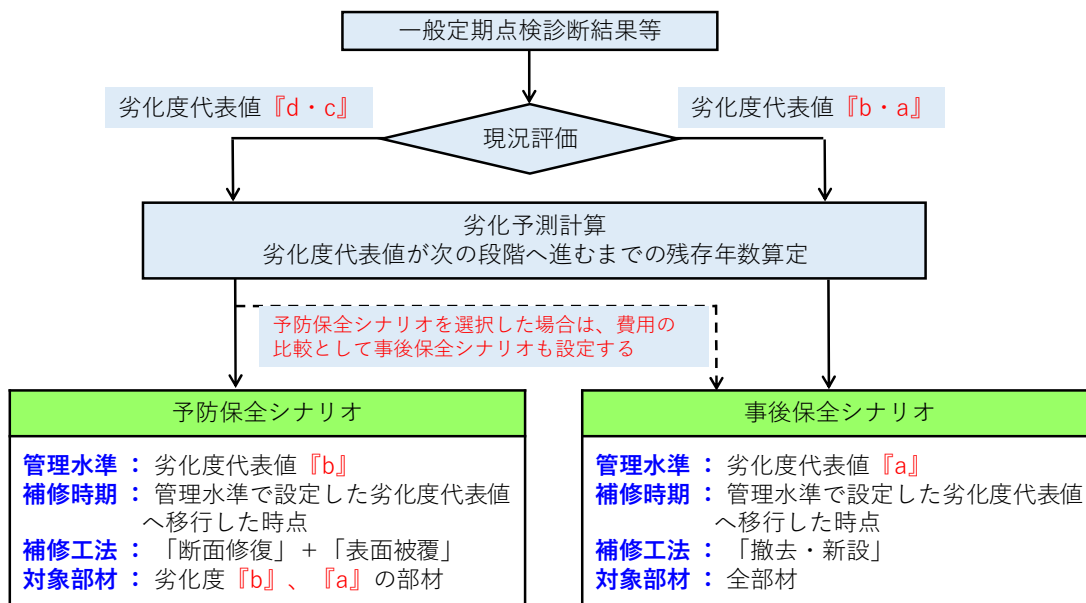 一般定期点検診断結果等
劣化度代表値『d・c』
劣化度代表値『b・a』
現況評価
劣化予測計算
劣化度代表値が次の段階へ進むまでの残存年数算定
予防保全シナリオを選択した場合は、費用の
比較として事後保全シナリオも設定する
予防保全シナリオ
管理水準 ： 劣化度代表値『b』
補修時期 ： 管理水準で設定した劣化度代表値
へ移行した時点
補修工法 ： 「断面修復」＋「表面被覆」
対象部材 ： 劣化度『b』、『a』の部材
事後保全シナリオ
管理水準 ： 劣化度代表値『a』
補修時期 ： 管理水準で設定した劣化度代表値
へ移行した時点
補修工法 ： 「撤去・新設」
対象部材 ： 全部材